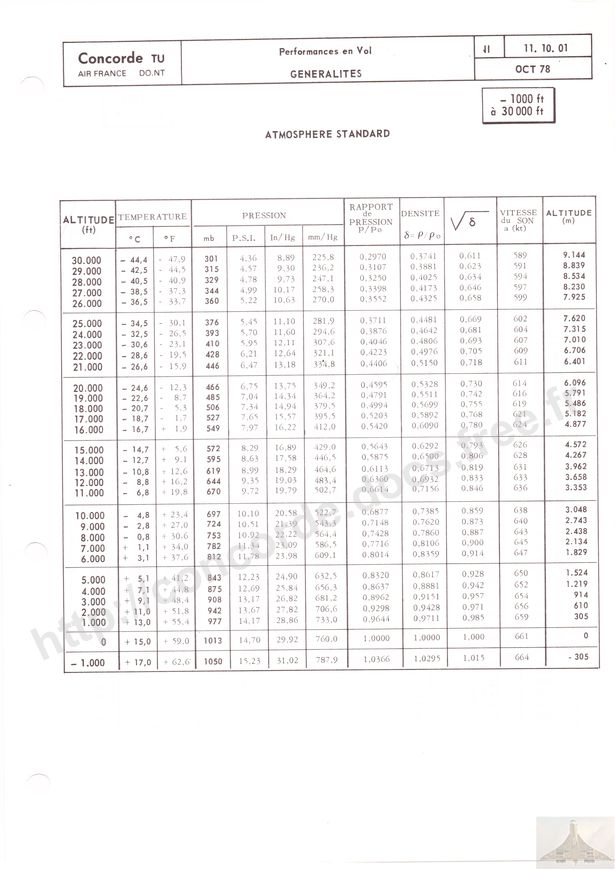 Concorde TU
AIR FRANCE DO.NT
Performances en Vol
GENERALITES
11. 10. 01
OCT 78
- 1000 ft
à 30 000 ft
ATMOSPHERE STANDARD
ALTITUDE (ft) TEMPERATURE PRESSION RAPPORT de PRESSION P/Po DENSITE δ= ρ/ρo √δ VITESSE du SON a (kt) ALTITUDE (m)
°C °F mb P.S.I. In/Hg mm/Hg
30.000 - 44,4 - 47,9 301 4.36 8.89 225,8 0.2970 0.3741 0.611 589 9.144
29.000 - 42,5 - 44,5 315 4.57 9.30 236,2 0.3107 0.3881 0.623 591 8.839
28.000 - 40,5 - 40,9 329 4.78 9.73 247,1 0.3250 0.4025 0.634 594 8.534
27.000 - 38,5 - 37.3 344 4.99 10.17 258,3 0.3398 0.4173 0.646 597 8.230
26.000 - 36,5 - 33.7 360 5.22 10.63 270.0 0.3552 0.4325 0.658 599 7.925
25.000 - 34,5 - 30.1 376 5.45 11.10 281.9 0.3711 0.4481 0.669 602 7.620
24.000 - 32,5 - 26.5 393 5.70 11.60 294.6 0.3876 0.4642 0.681 604 7.315
23.000 - 30,6 - 23,1 410 5.95 12.11 307,6 0.4046 0.4806 0.693 607 7.010
22.000 - 28,6 - 19.5 428 6.21 12,64 321,1 0.4223 0.4976 0.705 609 6.706
21.000 - 26,6 - 15,9 446 6.47 13.18 334,8 0.4406 0.5150 0.718 611 6.401
20.000 - 24,6 - 12,3 466 6.75 13.75 349,2 0.4595 0.5328 0.730 614 6.096
19.000 - 22,6 - 8.7 485 7.04 14.34 364,2 0.4791 0.5511 0.742 616 5.791
18.000 - 20,7 - 5.3 506 7.34 14.94 379,5 0.4994 0.5699 0.755 619 5.486
17.000 - 18,7 - 1.7 527 7.65 15.57 395.5 0.5203 0.5892 0.768 621 5.182
16.000 - 16,7 + 1.9 549 7.97 16,22 412.0 0.5420 0.6090 0.780 624 4.877
15.000 - 14,7 + 5.6 572 8.29 16.89 429.0 0.5643 0.6292 0.793 626 4.572
14.000 - 12,7 + 9.1 595 8.63 17.58 446,5 0.5875 0.6500 0.806 628 4.267
13.000 - 10,8 + 12,6 619 8.99 18.29 464,6 0.6113 0.6713 0.819 631 3.962
12.000 - 8,8 + 16,2 644 9.35 19.03 483,4 0.6360 0.6932 0.833 633 3.658
11.000 - 6,8 + 19,8 670 9.72 19.79 502,7 0.6614 0.7156 0.846 636 3.353
10.000 - 4,8 + 23,4 697 10.10 20.58 522,7 0.6877 0.7385 0.859 638 3.048
9.000 - 2,8 + 27,0 724 10.51 21.39 543,3 0.7148 0.7620 0.873 640 2.743
8.000 - 0,8 + 30,6 753 10.92 22.22 564,4 0.7428 0.7860 0.887 643 2.438
7.000 + 1,1 + 34,0 782 11.34 23.09 586,5 0.7716 0.8106 0.900 645 2.134
6.000 + 3,1 + 37,6 812 11.78 23.98 609.1 0.8014 0.8359 0.914 647 1.829
5.000 + 5,1 + 41,2 843 12.23 24.90 632,5 0.8320 0.8617 0.928 650 1.524
4.000 + 7,1 + 44,8 875 12.69 25.84 656,3 0.8637 0.8881 0.942 652 1.219
3.000 + 9,1 + 48,4 908 12.17 26.82 681,2 0.8962 0.9151 0.957 654 914
2.000 + 11,0 + 51,8 942 13.67 27.82 706,6 0.9298 0.9428 0.971 656 610
1.000 + 13,0 + 55,4 977 14.17 28.86 733,0 0.9644 0.9711 0.985 659 305
0 + 15,0 + 59.0 1013 14,70 29.92 760.0 1.0000 1.0000 1.000 661 0
- 1.000 + 17,0 + 62,6 1050 15.23 31.02 787,9 1.0366 1.0295 1.015 664 - 305
http://concorde.docs.free.fr